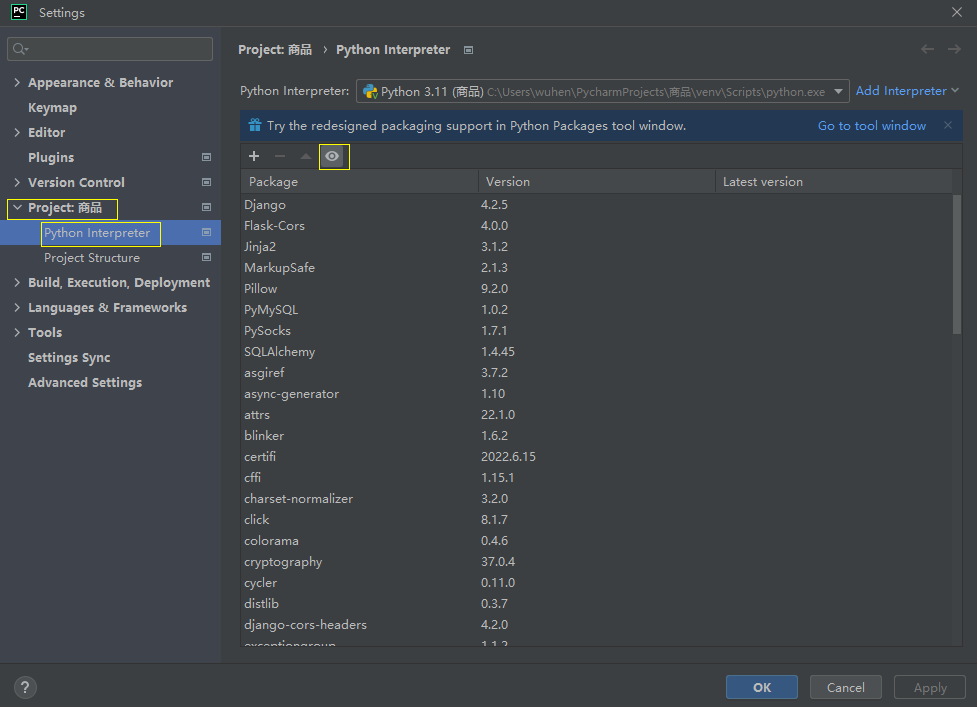 PC Settings
Project: 商品 › Python Interpreter
Appearance & Behavior
Keymap
Editor
Plugins
Version Control
Project: 商品
Python Interpreter
Project Structure
Build, Execution, Deployment
Languages & Frameworks
Tools
Settings Sync
Advanced Settings
Python Interpreter: Python 3.11 (商品) C:\Users\wuhen\PycharmProjects\商品\venv\Scripts\python.exe Add Interpreter
Try the redesigned packaging support in Python Packages tool window. Go to tool window
Package Version Latest version
Django 4.2.5
Flask-Cors 4.0.0
Jinja2 3.1.2
MarkupSafe 2.1.3
Pillow 9.2.0
PyMySQL 1.0.2
PySocks 1.7.1
SQLAlchemy 1.4.45
asgiref 3.7.2
async-generator 1.10
attrs 22.1.0
blinker 1.6.2
certifi 2022.6.15
cffi 1.15.1
charset-normalizer 3.2.0
click 8.1.7
colorama 0.4.6
cryptography 37.0.4
cycler 0.11.0
distlib 0.3.7
django-cors-headers 4.2.0
exceptiongroup 1.1.2
? OK Cancel Apply